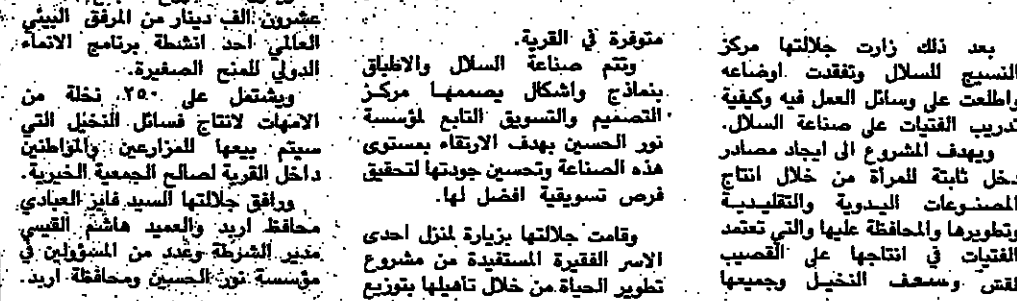 بعد ذلك زارت جلالتها مركز
النسيج للسلال وتفقدت اوضاعه
واطلعت على وسائل العمل فيه وكيفية
تدريب الفتيات على صناعة السلال.
ويهدف المشروع الى ايجاد مصادر
دخل ثابتة للمرأة من خلال انتاج
المصنوعات اليدوية والتقليدية
وتطويرها والمحافظة عليها والتي تعتمد
الفتيات في انتاجها على القصيب
القش وسعف النخيل وجميعها
متوفرة في القرية.
وتتم صناعة السلال والاطباق
بنماذج واشكال يصممها مركز
التصميم والتسويق التابع لمؤسسة
نور الحسين بهدف الارتقاء بمستوى
هذه الصناعة وتحسين جودتها لتحقيق
فرص تسويقية افضل لها.
وقامت جلالتها بزيارة لمنزل احدى
الاسر الفقيرة المستفيدة من مشروع
تطوير الحياة من خلال تأهيلها بتوزيع
عشرون الف دينار من المرفق البيئي
العالمي احد انشطة برنامج الانماء
الدولي للمنح الصغيرة.
ويشتمل على ٢٥٠ نخلة من
الامهات لانتاج فسائل النخيل التي
سيتم بيعها للمزارعين والمواطنين
داخل القرية لصالح الجمعية الخيرية.
ورافق جلالتها السيد فايز العبادي
محافظ اربد والعميد هاشم القيسي
مدير الشرطة وعدد من المسؤولين في
مؤسسة نور الحسين ومحافظة اربد.